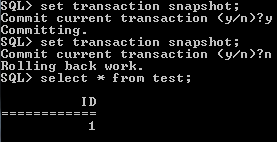 SQL> set transaction snapshot;
Commit current transaction (y/n)?y
Committing.
SQL> set transaction snapshot;
Commit current transaction (y/n)?n
Rolling back work.
SQL> select * from test;
ID
============
1